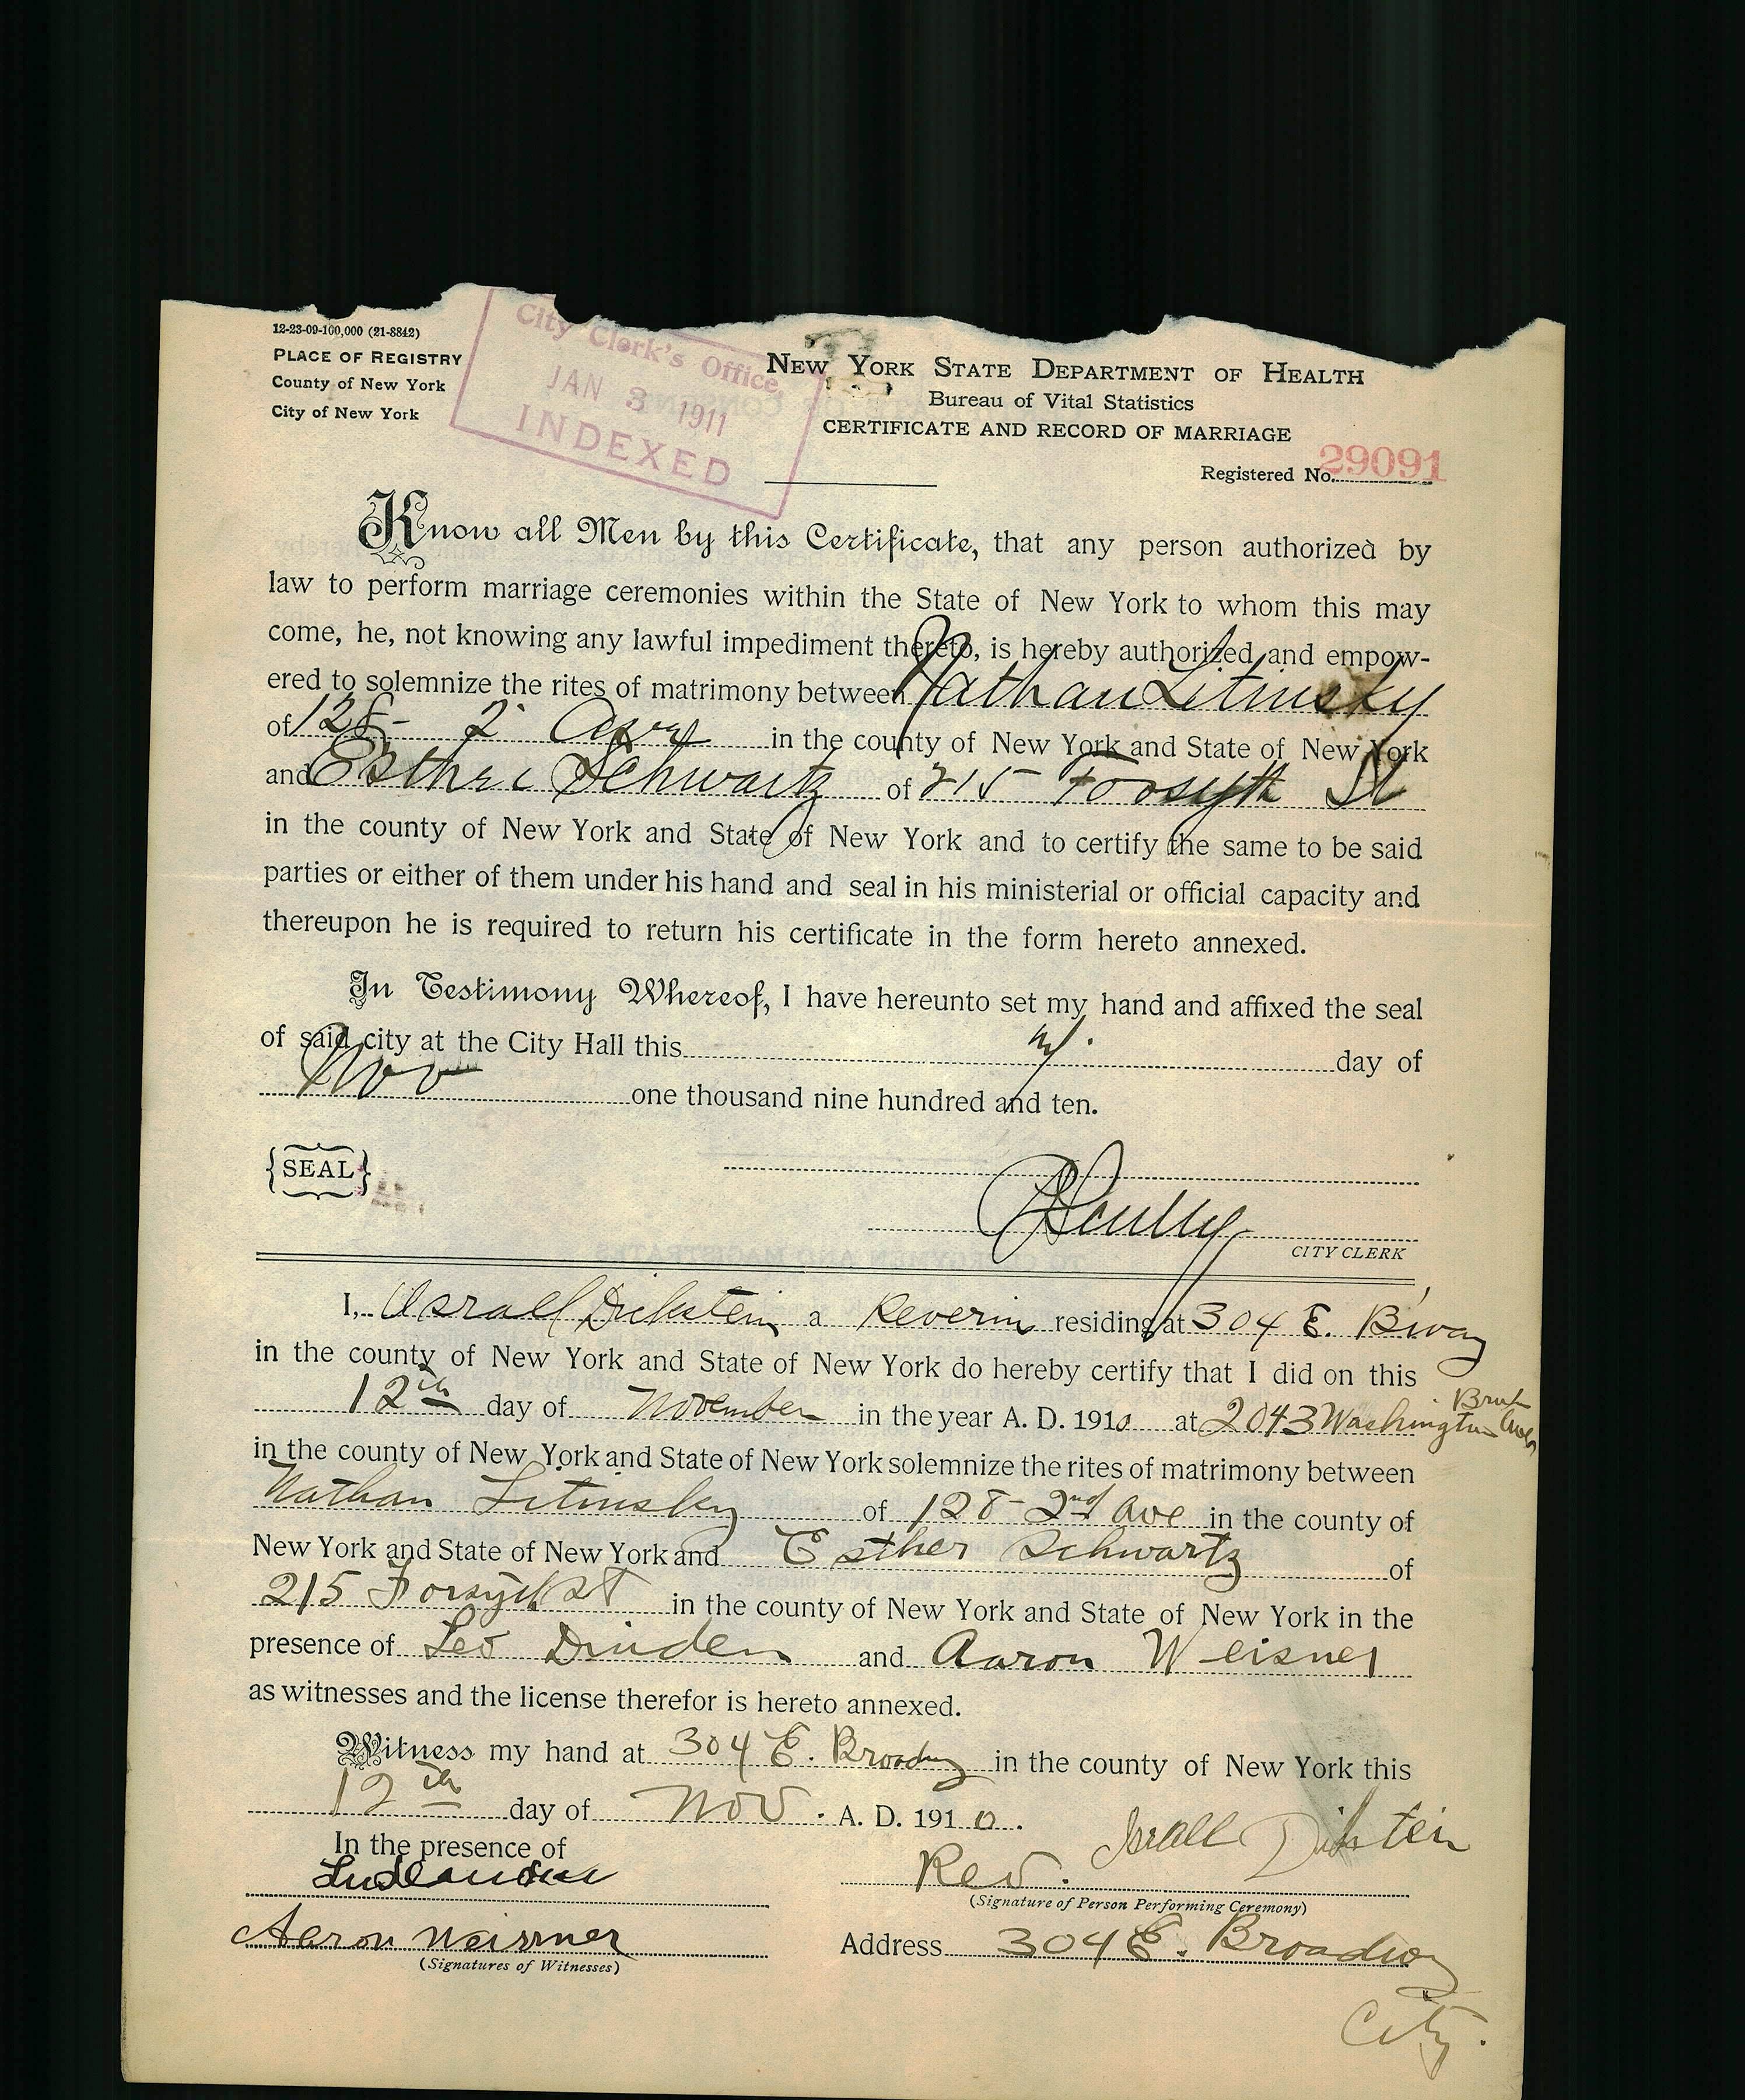 12-23-09-100,000 (21-8842)
PLACE OF REGISTRY
County of New York
City of New York
City Clerk's Office,
JAN 3 1911
INDEXED
NEW YORK STATE DEPARTMENT OF HEALTH
Bureau of Vital Statistics
CERTIFICATE AND RECORD OF MARRIAGE
Registered No. 29091
Know all Men by this Certificate, that any person authorized by
law to perform marriage ceremonies within the State of New York to whom this may
come, he, not knowing any lawful impediment thereto, is hereby authorized and empow-
ered to solemnize the rites of matrimony between Nathan Litinsky
of 128- 2 Ave in the county of New York and State of New York
and Esther Schwartz of 215 Forsyth St
in the county of New York and State of New York and to certify the same to be said
parties or either of them under his hand and seal in his ministerial or official capacity and
thereupon he is required to return his certificate in the form hereto annexed.
In Testimony Whereof, I have hereunto set my hand and affixed the seal
of said city at the City Hall this day of
Nov one thousand nine hundred and ten.
{SEAL}
Scully
CITY CLERK
I, Israel Dickstein a Reverin residing at 304 E. B'way
in the county of New York and State of New York do hereby certify that I did on this
12th day of November in the year A. D. 1910 at 2043 Washington Ave
in the county of New York and State of New York solemnize the rites of matrimony between
Nathan Litinsky of 128- 2nd Ave in the county of
New York and State of New York and Esther Schwartz of
215 Forsyth St in the county of New York and State of New York in the
presence of Leo and Aaron Weisner
as witnesses and the license therefor is hereto annexed.
Witness my hand at 304 E. Broadwy in the county of New York this
12th day of Nov. A. D. 1910.
In the presence of
Aaron Weisner
(Signatures of Witnesses)
Rev. Israll Dikstein
(Signature of Person Performing Ceremony)
Address 304 E. Broadway
City.